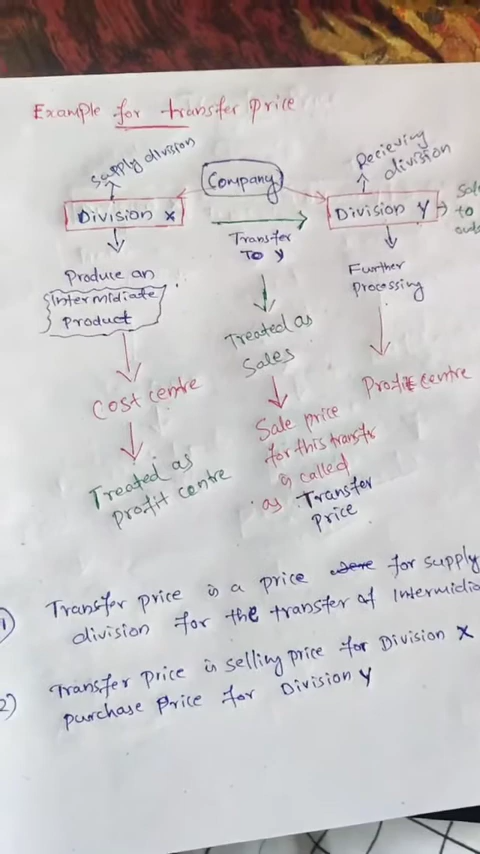 Example for transfer price
Supply division
Company
Recieving
division
Division X
Division Y
Transfer
To Y
to
Produce an
Intermidiate
Product
Further
Processing
Treated as
Sales
Cost centre
Profit centre
Sale price
for this transfr
is called
as Transfer
Price
Treated as
profit centre
1)
Transfer price is a price for supply
division for the transfer of
2)
Transfer price is selling price for Division X
purchase price for Division Y